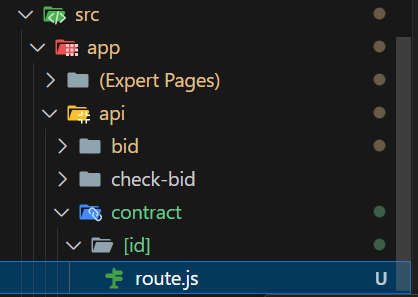 src
app
(Expert Pages)
api
bid
check-bid
contract
[id]
route.js U